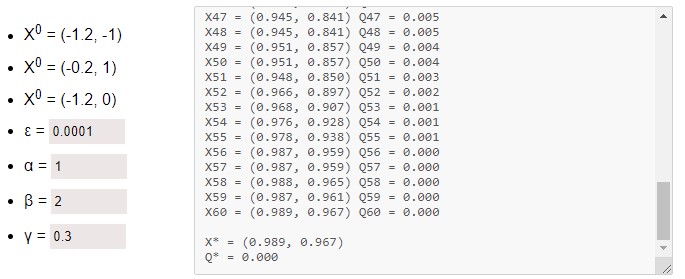 X⁰ = (-1.2, -1)
X⁰ = (-0.2, 1)
X⁰ = (-1.2, 0)
ε = 0.0001
α = 1
β = 2
γ = 0.3
X47 = (0.945, 0.841) Q47 = 0.005
X48 = (0.945, 0.841) Q48 = 0.005
X49 = (0.951, 0.857) Q49 = 0.004
X50 = (0.951, 0.857) Q50 = 0.004
X51 = (0.948, 0.850) Q51 = 0.003
X52 = (0.966, 0.897) Q52 = 0.002
X53 = (0.968, 0.907) Q53 = 0.001
X54 = (0.976, 0.928) Q54 = 0.001
X55 = (0.978, 0.938) Q55 = 0.001
X56 = (0.987, 0.959) Q56 = 0.000
X57 = (0.987, 0.959) Q57 = 0.000
X58 = (0.988, 0.965) Q58 = 0.000
X59 = (0.987, 0.961) Q59 = 0.000
X60 = (0.989, 0.967) Q60 = 0.000
X* = (0.989, 0.967)
Q* = 0.000